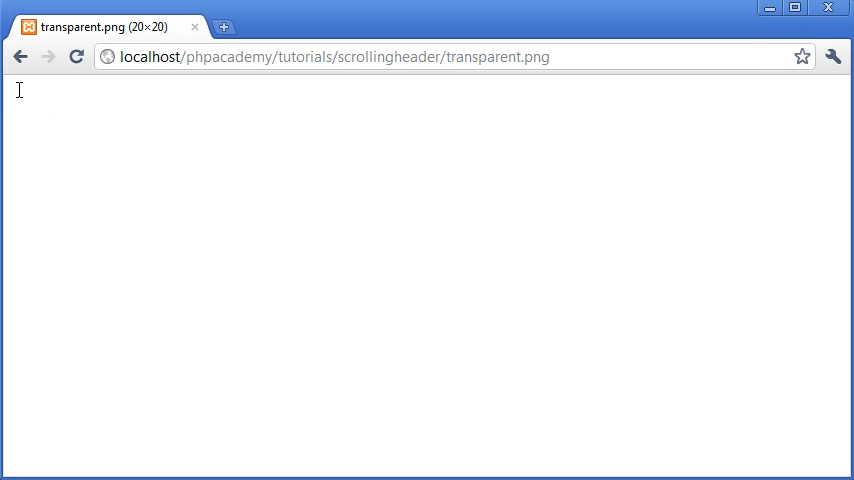 transparent.png (20×20)
localhost/phpacademy/tutorials/scrollingheader/transparent.png